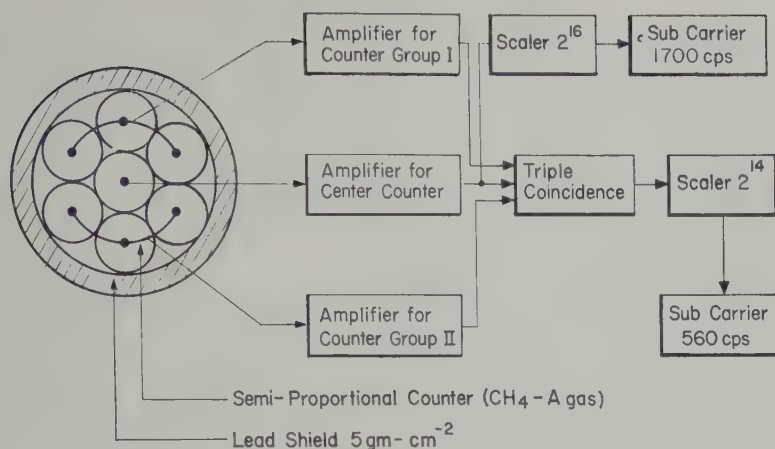 Amplifier for
Counter Group I
Scaler 2^16
Sub Carrier
1700 cps
Amplifier for
Center Counter
Triple
Coincidence
Scaler 2^14
Amplifier for
Counter Group II
Sub Carrier
560 cps
Semi-Proportional Counter (CH4-A gas)
Lead Shield 5 gm-cm^-2